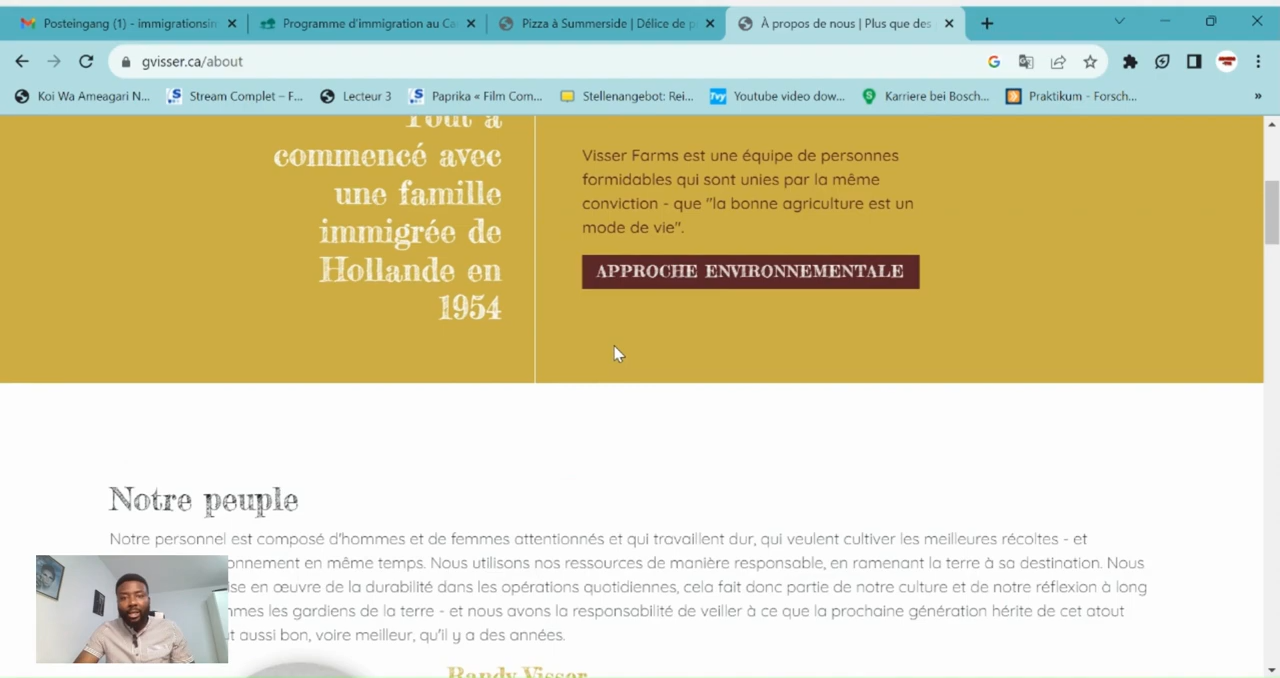 Posteingang (1) - immigrationsin
Programme d'immigration au Ca
Pizza à Summerside | Délice de p
À propos de nous | Plus que des
gvisser.ca/about
Koi Wa Ameagari N...
Stream Complet – F...
Lecteur 3
Paprika « Film Com...
Stellenangebot: Rei...
Youtube video dow...
Karriere bei Bosch...
Praktikum - Forsch...
»
Tout a
commencé avec
une famille
immigrée de
Hollande en
1954
Visser Farms est une équipe de personnes
formidables qui sont unies par la même
conviction - que "la bonne agriculture est un
mode de vie".
APPROCHE ENVIRONNEMENTALE
Notre peuple
Notre personnel est composé d'hommes et de femmes attentionnés et qui travaillent dur, qui veulent cultiver les meilleures récoltes - et
onnement en même temps. Nous utilisons nos ressources de manière responsable, en ramenant la terre à sa destination. Nous
ise en œuvre de la durabilité dans les opérations quotidiennes, cela fait donc partie de notre culture et de notre réflexion à long
mmes les gardiens de la terre - et nous avons la responsabilité de veiller à ce que la prochaine génération hérite de cet atout
t aussi bon, voire meilleur, qu'il y a des années.
Randy Visser